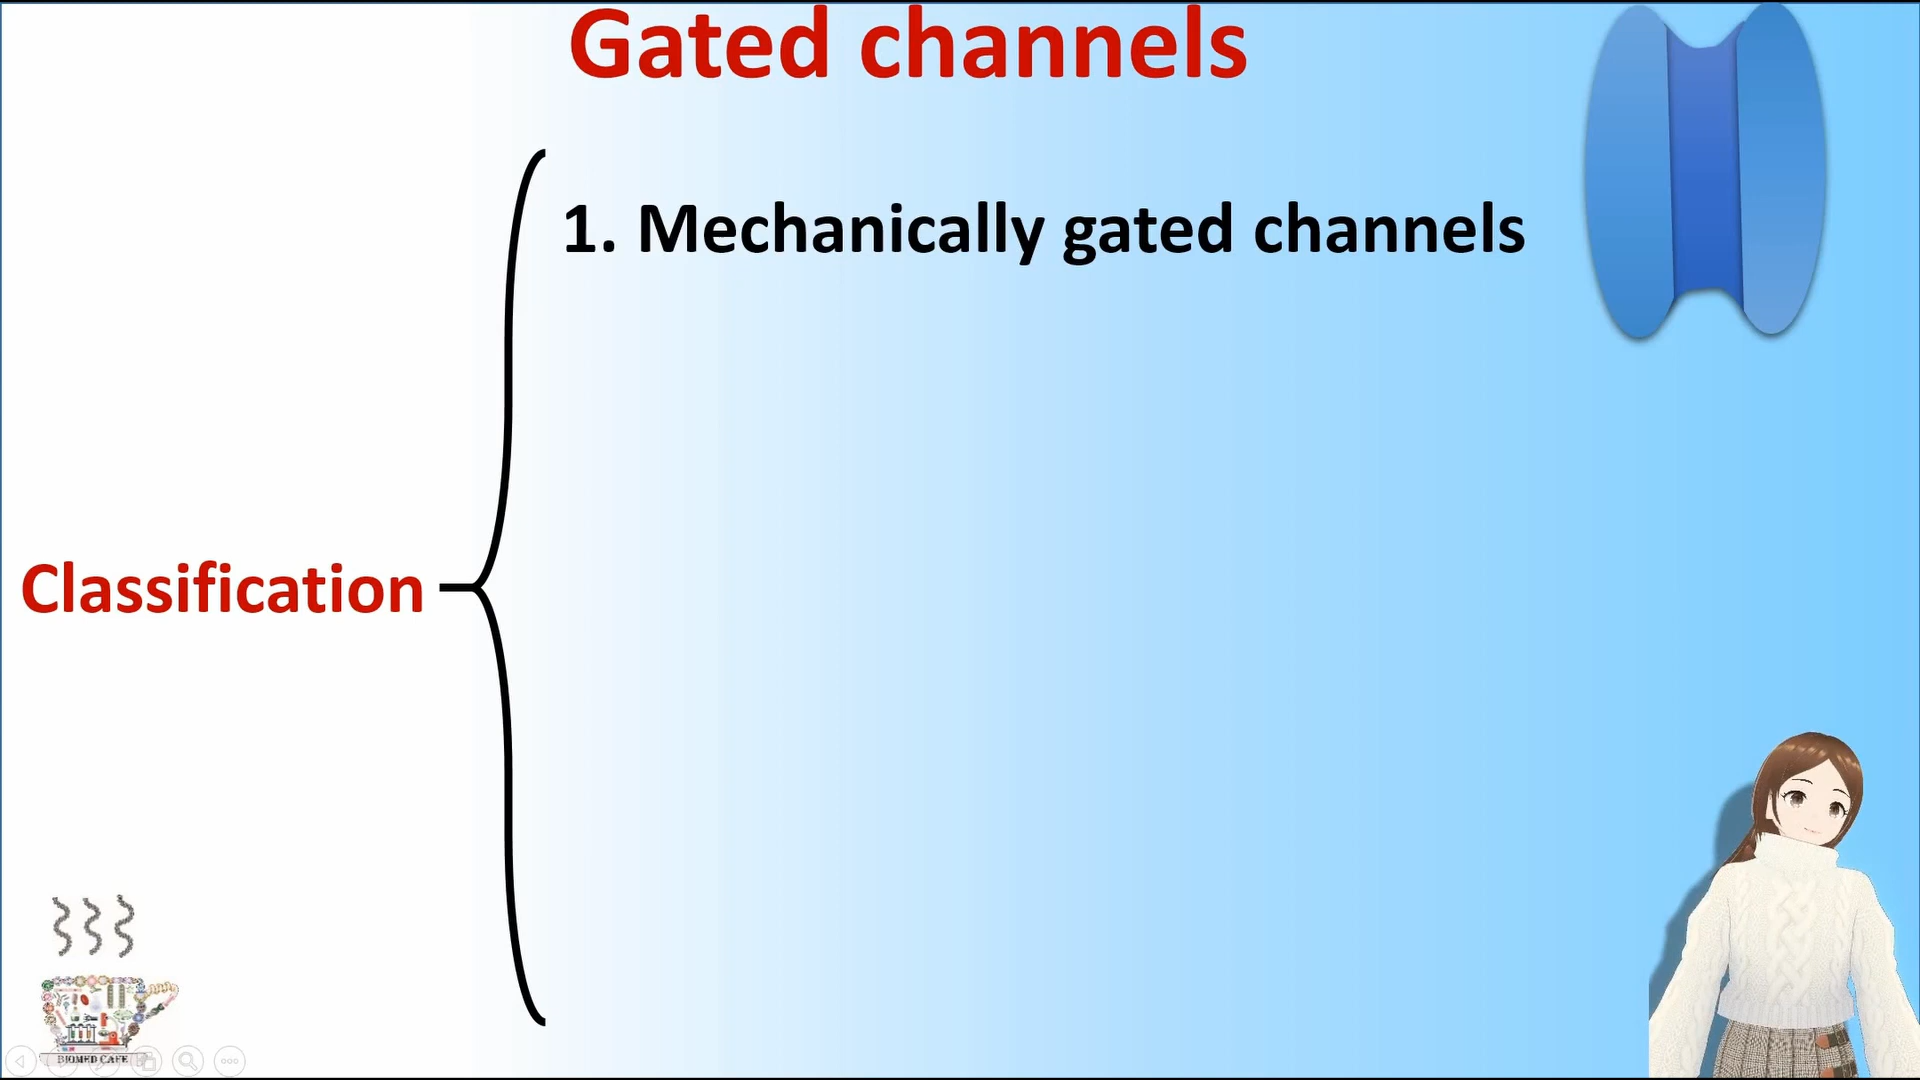 Gated channels
1. Mechanically gated channels
Classification
BIOMED CAFE